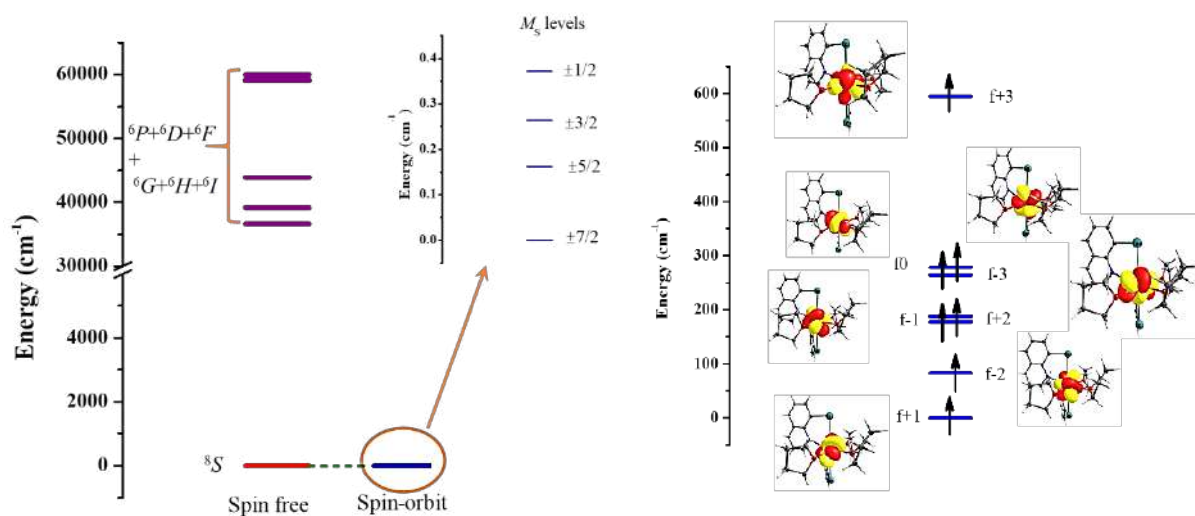 M_s levels
60000
50000
40000
30000
4000
2000
0
Energy (cm⁻¹)
⁶P+⁶D+⁶F
+
⁶G+⁶H+⁶I
⁸S
Spin free
Spin-orbit
0.4
0.3
0.2
0.1
0.0
Energy (cm⁻¹)
±1/2
±3/2
±5/2
±7/2
600
500
400
300
200
100
0
Energy (cm⁻¹)
f+3
f0
f-3
f-1
f+2
f-2
f+1